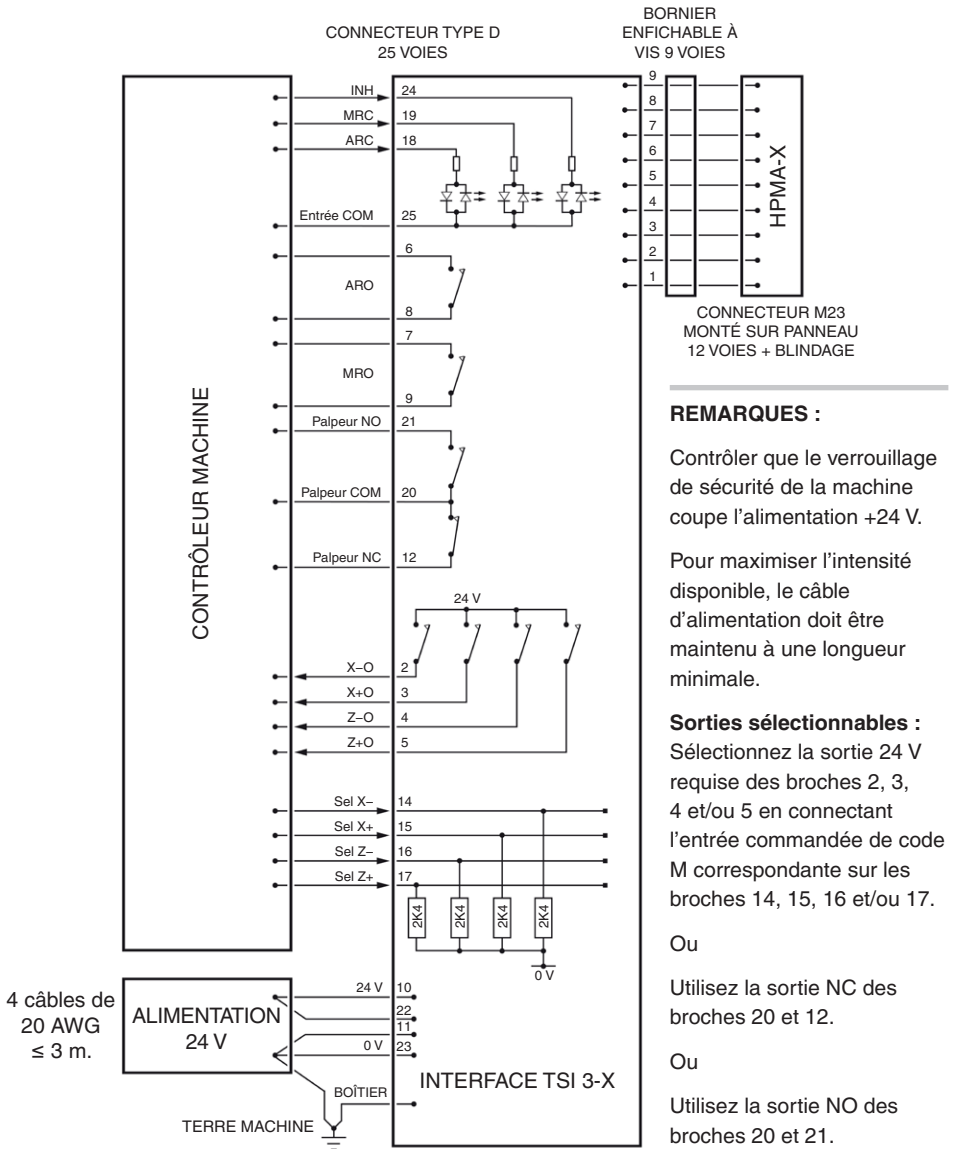 CONNECTEUR TYPE D
25 VOIES
BORNIER
ENFICHABLE À
VIS 9 VOIES
INH
24
MRC
19
ARC
18
Entrée COM
25
6
ARO
8
7
MRO
9
Palpeur NO
21
Palpeur COM
20
Palpeur NC
12
24 V
X–O
2
X+O
3
Z–O
4
Z+O
5
Sel X–
14
Sel X+
15
Sel Z–
16
Sel Z+
17
2K4
2K4
2K4
2K4
0 V
CONTRÔLEUR MACHINE
9
8
7
6
5
4
3
2
1
HPMA-X
CONNECTEUR M23
MONTÉ SUR PANNEAU
12 VOIES + BLINDAGE
4 câbles de
20 AWG
≤ 3 m.
ALIMENTATION
24 V
24 V
10
22
11
0 V
23
BOÎTIER
TERRE MACHINE
INTERFACE TSI 3-X
REMARQUES :
Contrôler que le verrouillage
de sécurité de la machine
coupe l’alimentation +24 V.
Pour maximiser l’intensité
disponible, le câble
d’alimentation doit être
maintenu à une longueur
minimale.
Sorties sélectionnables :
Sélectionnez la sortie 24 V
requise des broches 2, 3,
4 et/ou 5 en connectant
l’entrée commandée de code
M correspondante sur les
broches 14, 15, 16 et/ou 17.
Ou
Utilisez la sortie NC des
broches 20 et 12.
Ou
Utilisez la sortie NO des
broches 20 et 21.